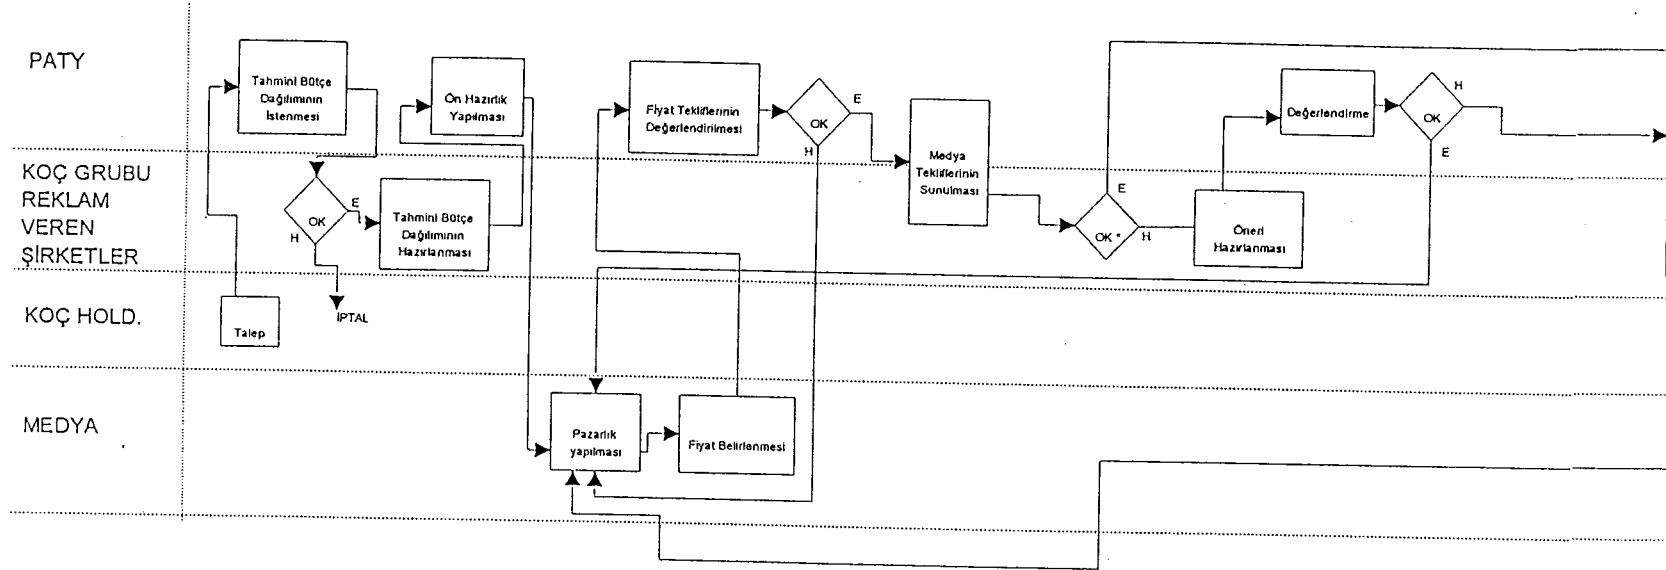 PATY
Tahmini Bütçe
Dağılımının
İstenmesi
Ön Hazırlık
Yapılması
Fiyat Tekliflerinin
Değerlendirilmesi
OK
E
H
Medya
Tekliflerinin
Sunulması
Değerlendirme
OK
H
E
KOÇ GRUBU
REKLAM
VEREN
ŞİRKETLER
OK
E
H
Tahmini Bütçe
Dağılımının
Hazırlanması
OK *
E
H
Öneri
Hazırlanması
KOÇ HOLD.
Talep
İPTAL
MEDYA
Pazarlık
yapılması
Fiyat Belirlenmesi